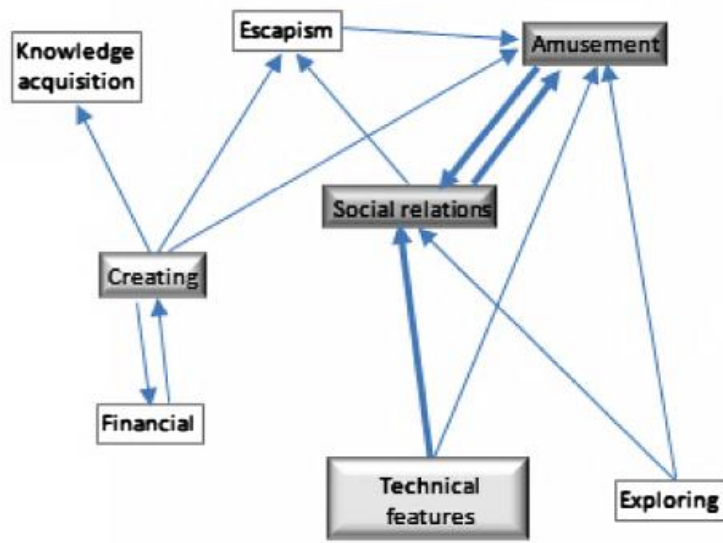 Escapism
Amusement
Knowledge
acquisition
Social relations
Creating
Financial
Technical
features
Exploring